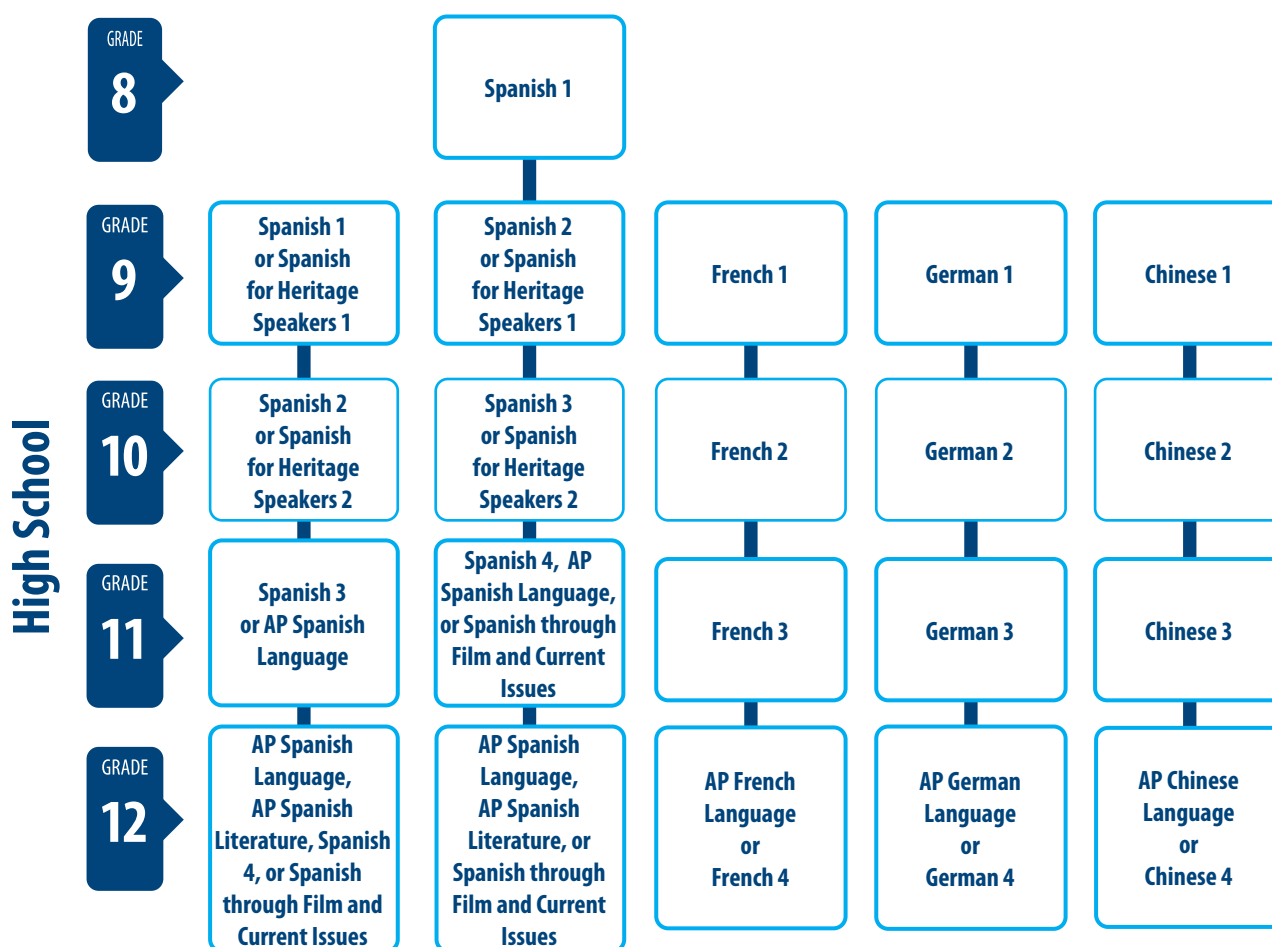 High School
GRADE
8
Spanish 1
GRADE
9
Spanish 1
or Spanish
for Heritage
Speakers 1
Spanish 2
or Spanish
for Heritage
Speakers 1
French 1
German 1
Chinese 1
GRADE
10
Spanish 2
or Spanish
for Heritage
Speakers 2
Spanish 3
or Spanish
for Heritage
Speakers 2
French 2
German 2
Chinese 2
GRADE
11
Spanish 3
or AP Spanish
Language
Spanish 4, AP
Spanish Language,
or Spanish through
Film and Current
Issues
French 3
German 3
Chinese 3
GRADE
12
AP Spanish
Language,
AP Spanish
Literature, Spanish
4, or Spanish
through Film and
Current Issues
AP Spanish
Language,
AP Spanish
Literature, or
Spanish through
Film and Current
Issues
AP French
Language
or
French 4
AP German
Language
or
German 4
AP Chinese
Language
or
Chinese 4